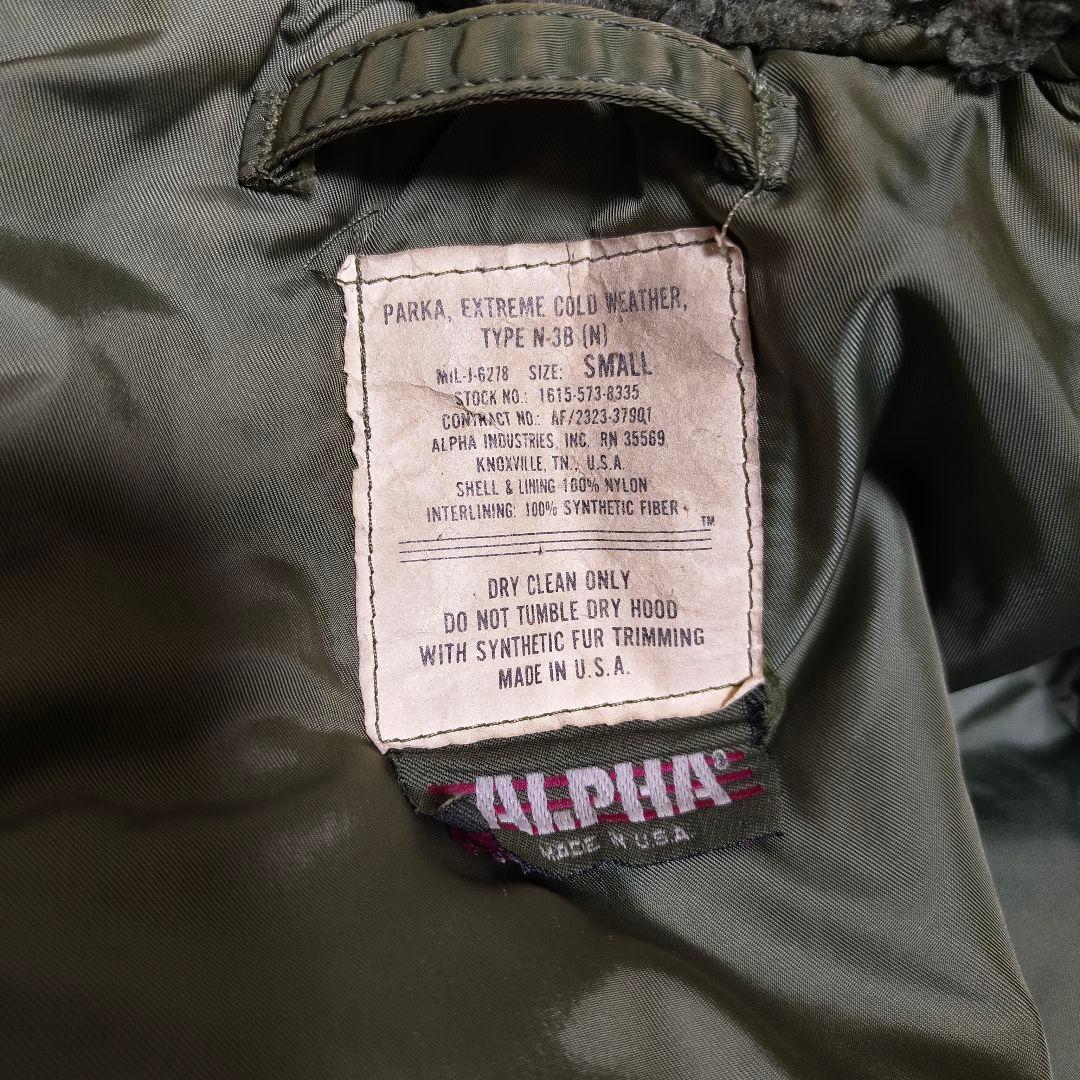 PARKA, EXTREME COLD WEATHER,
TYPE N-3B (N)
MIL-J-6278 SIZE: SMALL
STOCK NO.: 1615-573-8335
CONTRACT NO.: AF/2323-37901
ALPHA INDUSTRIES, INC. RN 35569
KNOXVILLE, TN., U.S.A.
SHELL & LINING 100% NYLON
INTERLINING: 100% SYNTHETIC FIBER
TM
DRY CLEAN ONLY
DO NOT TUMBLE DRY HOOD
WITH SYNTHETIC FUR TRIMMING
MADE IN U.S.A.
ALPHA®
MADE IN U.S.A.